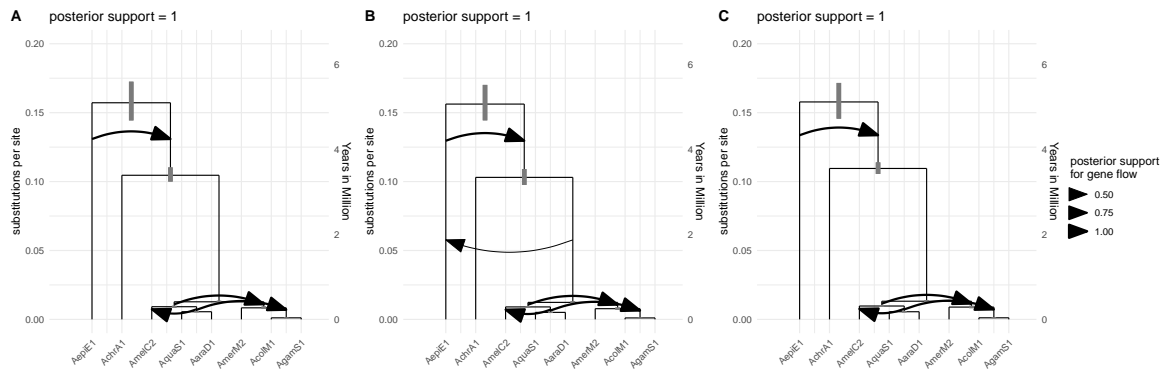 A posterior support = 1
0.20
0.15
0.10
0.05
0.00
substitutions per site
6
4
2
0
Years in Million
AepiE1
AchrA1
AmelC2
AquaS1
AaraD1
AmerM2
AcolM1
AgamS1
B posterior support = 1
0.20
0.15
0.10
0.05
0.00
substitutions per site
6
4
2
0
Years in Million
AepiE1
AchrA1
AmelC2
AquaS1
AaraD1
AmerM2
AcolM1
AgamS1
C posterior support = 1
0.20
0.15
0.10
0.05
0.00
substitutions per site
6
4
2
0
Years in Million
AepiE1
AchrA1
AmelC2
AquaS1
AaraD1
AmerM2
AcolM1
AgamS1
posterior support
for gene flow
0.50
0.75
1.00